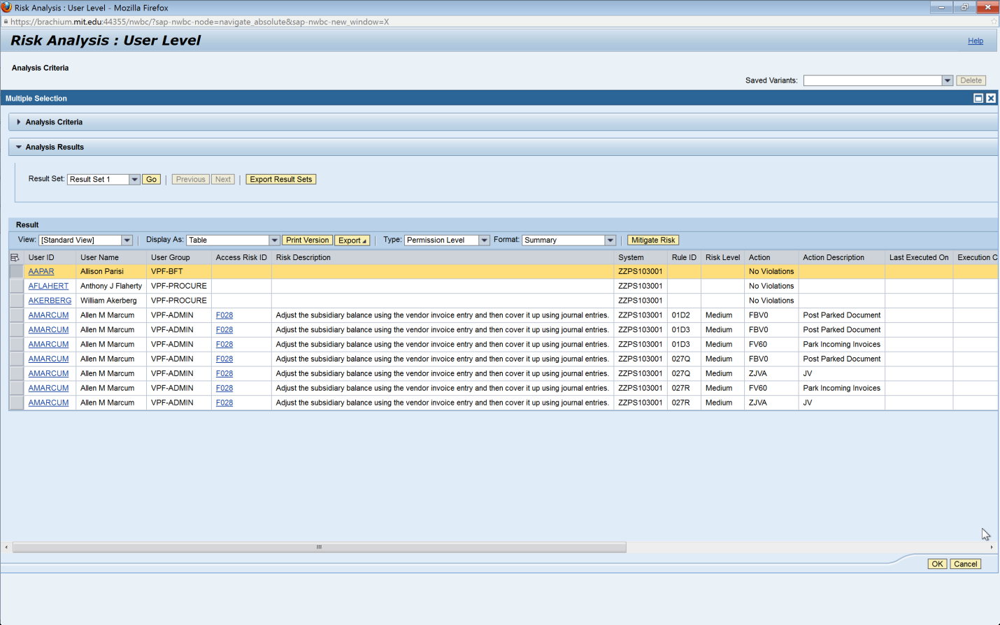 Risk Analysis : User Level - Mozilla Firefox
https://brachium.mit.edu:44355/nwbc/?sap-nwbc-node=navigate_absolute&sap-nwbc-new_window=X
Risk Analysis : User Level
Help
Analysis Criteria
Saved Variants: Delete
Multiple Selection
Analysis Criteria
Analysis Results
Result Set: Result Set 1 Go Previous Next Export Result Sets
Result
View: [Standard View] Display As: Table Print Version Export Type: Permission Level Format: Summary Mitigate Risk
User ID User Name User Group Access Risk ID Risk Description System Rule ID Risk Level Action Action Description Last Executed On Execution C
AAPAR Allison Parisi VPF-BFT ZZPS103001 No Violations
AFLAHERT Anthony J Flaherty VPF-PROCURE ZZPS103001 No Violations
AKERBERG William Akerberg VPF-PROCURE ZZPS103001 No Violations
AMARCUM Allen M Marcum VPF-ADMIN F028 Adjust the subsidiary balance using the vendor invoice entry and then cover it up using journal entries. ZZPS103001 01D2 Medium FBV0 Post Parked Document
AMARCUM Allen M Marcum VPF-ADMIN F028 Adjust the subsidiary balance using the vendor invoice entry and then cover it up using journal entries. ZZPS103001 01D3 Medium FBV0 Post Parked Document
AMARCUM Allen M Marcum VPF-ADMIN F028 Adjust the subsidiary balance using the vendor invoice entry and then cover it up using journal entries. ZZPS103001 01D3 Medium FV60 Park Incoming Invoices
AMARCUM Allen M Marcum VPF-ADMIN F028 Adjust the subsidiary balance using the vendor invoice entry and then cover it up using journal entries. ZZPS103001 027Q Medium FBV0 Post Parked Document
AMARCUM Allen M Marcum VPF-ADMIN F028 Adjust the subsidiary balance using the vendor invoice entry and then cover it up using journal entries. ZZPS103001 027Q Medium ZJVA JV
AMARCUM Allen M Marcum VPF-ADMIN F028 Adjust the subsidiary balance using the vendor invoice entry and then cover it up using journal entries. ZZPS103001 027R Medium FV60 Park Incoming Invoices
AMARCUM Allen M Marcum VPF-ADMIN F028 Adjust the subsidiary balance using the vendor invoice entry and then cover it up using journal entries. ZZPS103001 027R Medium ZJVA JV
OK Cancel